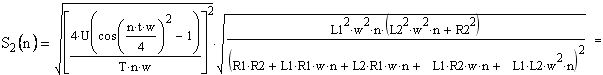 S₂(n) = √([4·U(cos(n·t·w/4)² − 1)/(T·n·w)]²) · √(L1²·w²·n·(L2²·w²·n + R2²)/(R1·R2 + L1·R1·w·n + L2·R1·w·n + L1·R2·w·n + L1·L2·w²·n)²) =